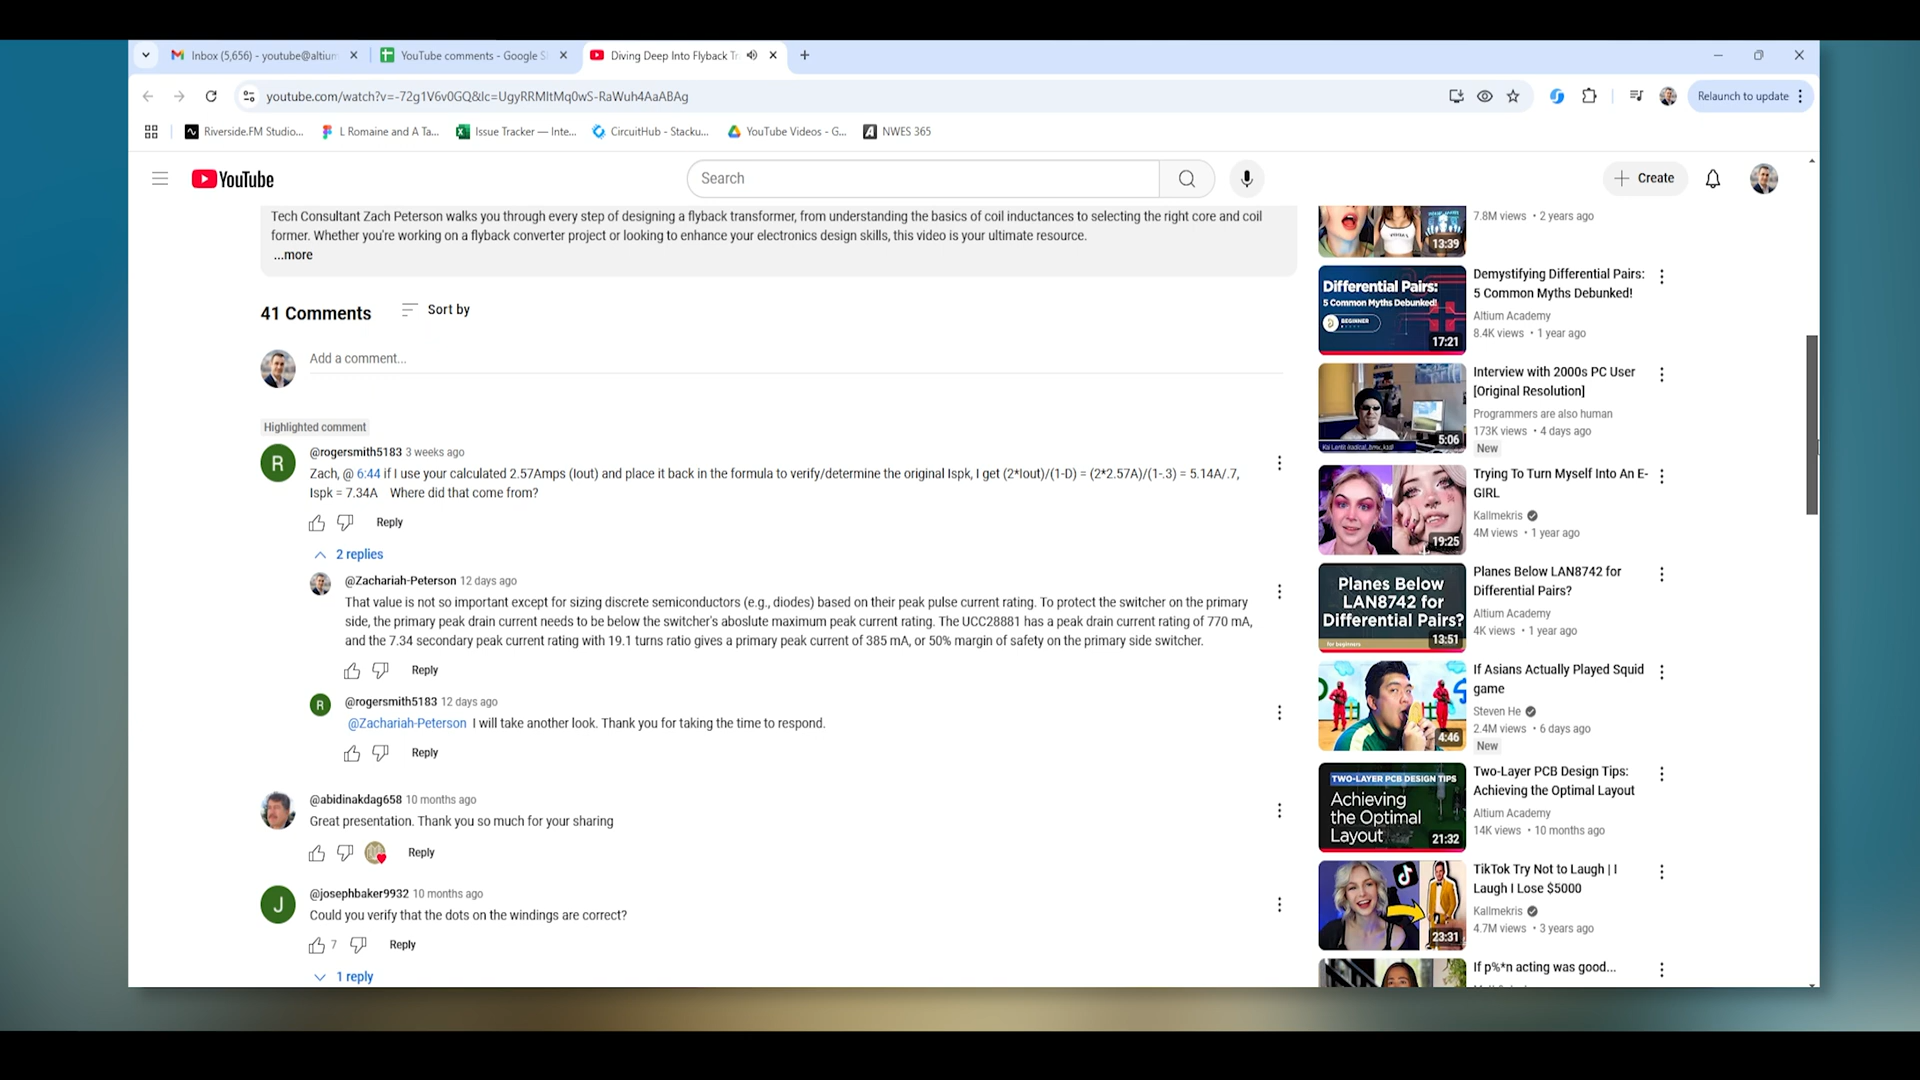 Inbox (5,656) - youtube@altium
YouTube comments - Google S
Diving Deep Into Flyback Tr
youtube.com/watch?v=-72g1V6v0GQ&lc=UgyRRMItMq0wS-RaWuh4AaABAg
Relaunch to update
Riverside.FM Studio...
L Romaine and A Ta...
Issue Tracker — Inte...
CircuitHub - Stacku...
YouTube Videos - G...
NWES 365
YouTube
Search
Create
Tech Consultant Zach Peterson walks you through every step of designing a flyback transformer, from understanding the basics of coil inductances to selecting the right core and coil
former. Whether you're working on a flyback converter project or looking to enhance your electronics design skills, this video is your ultimate resource.
...more
41 Comments
Sort by
Add a comment...
Highlighted comment
R
@rogersmith5183 3 weeks ago
Zach, @ 6:44 if I use your calculated 2.57Amps (Iout) and place it back in the formula to verify/determine the original Ispk, I get (2*Iout)/(1-D) = (2*2.57A)/(1-.3) = 5.14A/.7,
Ispk = 7.34A Where did that come from?
Reply
2 replies
@Zachariah-Peterson 12 days ago
That value is not so important except for sizing discrete semiconductors (e.g., diodes) based on their peak pulse current rating. To protect the switcher on the primary
side, the primary peak drain current needs to be below the switcher's aboslute maximum peak current rating. The UCC28881 has a peak drain current rating of 770 mA,
and the 7.34 secondary peak current rating with 19.1 turns ratio gives a primary peak current of 385 mA, or 50% margin of safety on the primary side switcher.
Reply
R
@rogersmith5183 12 days ago
@Zachariah-Peterson I will take another look. Thank you for taking the time to respond.
Reply
@abidinakdag658 10 months ago
Great presentation. Thank you so much for your sharing
Reply
J
@josephbaker9932 10 months ago
Could you verify that the dots on the windings are correct?
7
Reply
1 reply
13:39
7.8M views • 2 years ago
Differential Pairs:
5 Common Myths Debunked!
BEGINNER
17:21
Demystifying Differential Pairs:
5 Common Myths Debunked!
Altium Academy
8.4K views • 1 year ago
5:06
Interview with 2000s PC User
[Original Resolution]
Programmers are also human
173K views • 4 days ago
New
19:25
Trying To Turn Myself Into An E-
GIRL
Kallmekris
4M views • 1 year ago
Planes Below
LAN8742 for
Differential Pairs?
for beginners
13:51
Planes Below LAN8742 for
Differential Pairs?
Altium Academy
4K views • 1 year ago
4:46
If Asians Actually Played Squid
game
Steven He
2.4M views • 6 days ago
New
TWO-LAYER PCB DESIGN TIPS
Achieving
the Optimal
Layout
21:32
Two-Layer PCB Design Tips:
Achieving the Optimal Layout
Altium Academy
14K views • 10 months ago
23:31
TikTok Try Not to Laugh | I
Laugh I Lose $5000
Kallmekris
4.7M views • 3 years ago
If p%*n acting was good...